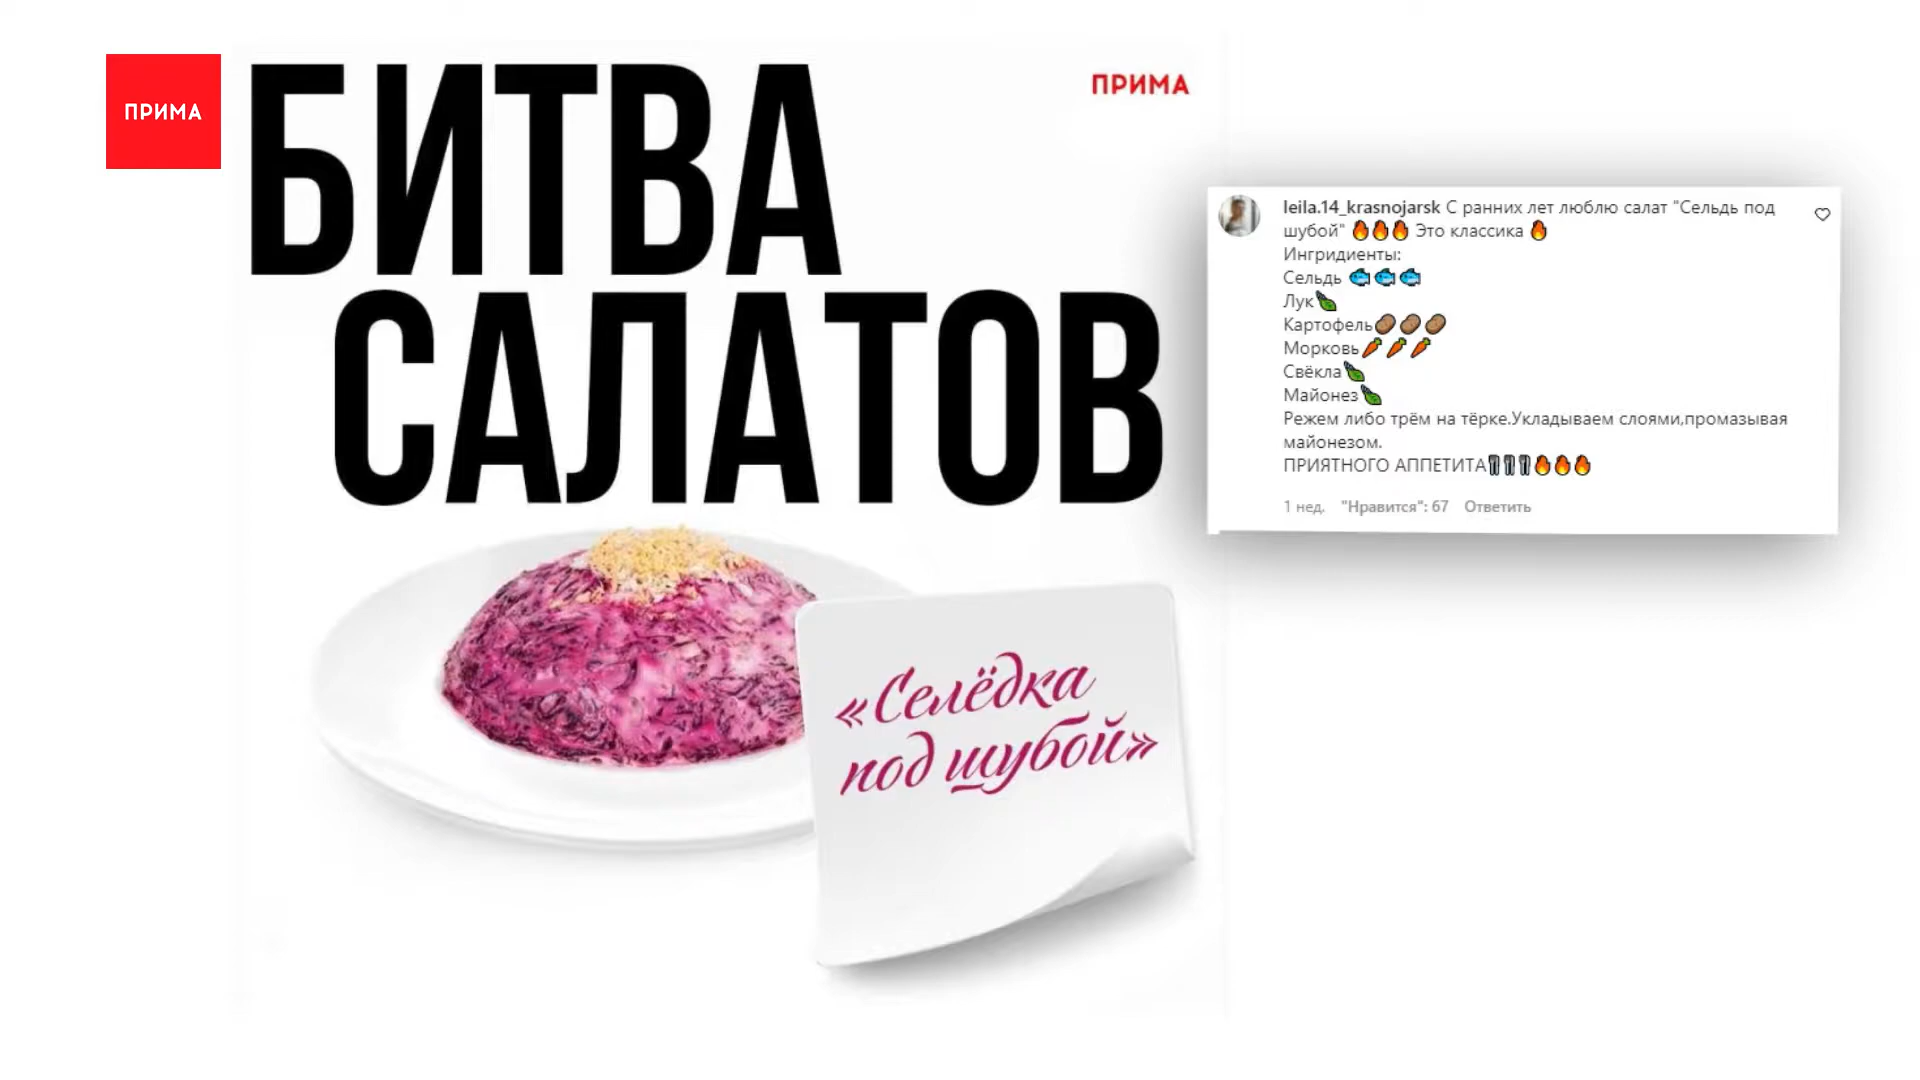 ПРИМА
БИТВА
САЛАТОВ
ПРИМА
«Селёдка
под шубой»
leila.14_krasnojarsk С ранних лет люблю салат "Сельдь под
шубой" 🔥🔥🔥 Это классика 🔥
Ингридиенты:
Сельдь 🐟🐟🐟
Лук🍃
Картофель🥔🥔🥔
Морковь🥕🥕🥕
Свёкла🍃
Майонез🍃
Режем либо трём на тёрке.Укладываем слоями,промазывая
майонезом.
ПРИЯТНОГО АППЕТИТА🍴🍴🍴🔥🔥🔥
1 нед. "Нравится": 67 Ответить